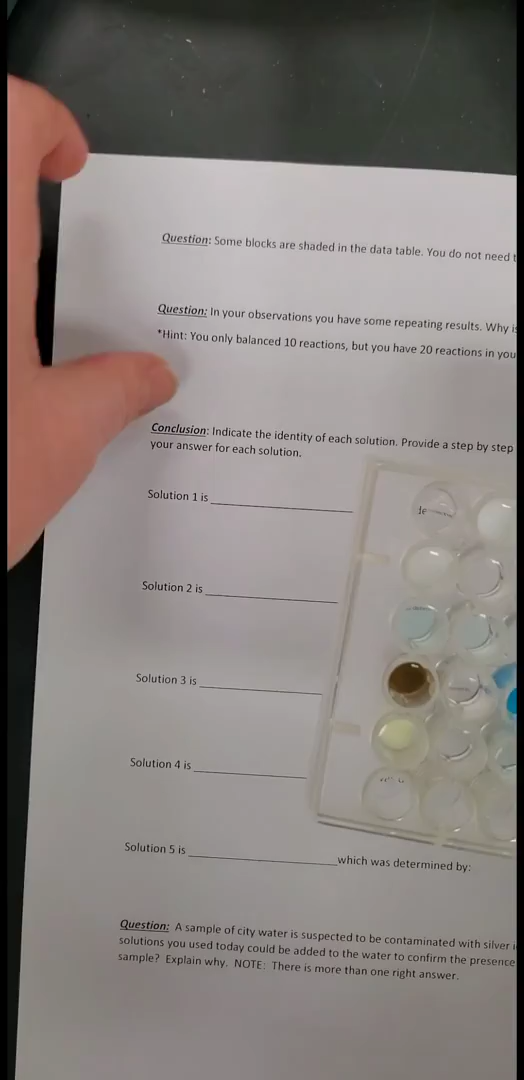 Question: Some blocks are shaded in the data table. You do not need
Question: In your observations you have some repeating results. Why
*Hint: You only balanced 10 reactions, but you have 20 reactions in you
Conclusion: Indicate the identity of each solution. Provide a step by step
your answer for each solution.
Solution 1 is
Solution 2 is
Solution 3 is
Solution 4 is
Solution 5 is which was determined by:
Question: A sample of city water is suspected to be contaminated with silver
solutions you used today could be added to the water to confirm the presence
sample? Explain why. NOTE: There is more than one right answer.